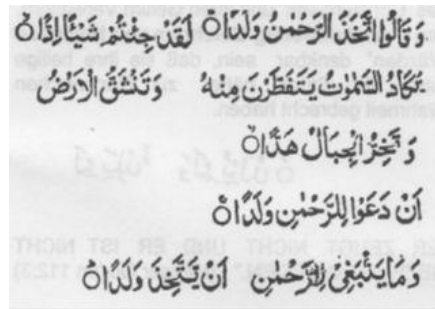 وَقَالُوا اتَّخَذَ الرَّحْمٰنُ وَلَدًا۝ لَقَدْ جِئْتُمْ شَيْئًا إِدًّا۝
تَكَادُ السَّمٰوٰتُ يَتَفَطَّرْنَ مِنْهُ وَتَنْشَقُّ الْاَرْضُ
وَتَخِرُّ الْجِبَالُ هَدًّا۝
اَنْ دَعَوْا لِلرَّحْمٰنِ وَلَدًا۝
وَمَا يَنْبَغِىْ لِلرَّحْمٰنِ اَنْ يَّتَّخِذَ وَلَدًا۝